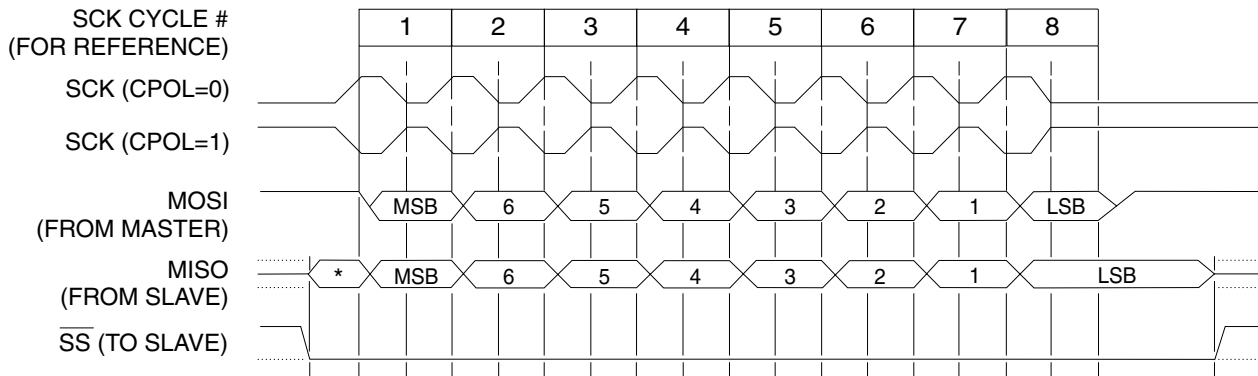 SCK CYCLE #
(FOR REFERENCE)
1 2 3 4 5 6 7 8
SCK (CPOL=0)
SCK (CPOL=1)
MOSI
(FROM MASTER)
MSB 6 5 4 3 2 1 LSB
MISO
(FROM SLAVE)
* MSB 6 5 4 3 2 1 LSB
SS (TO SLAVE)